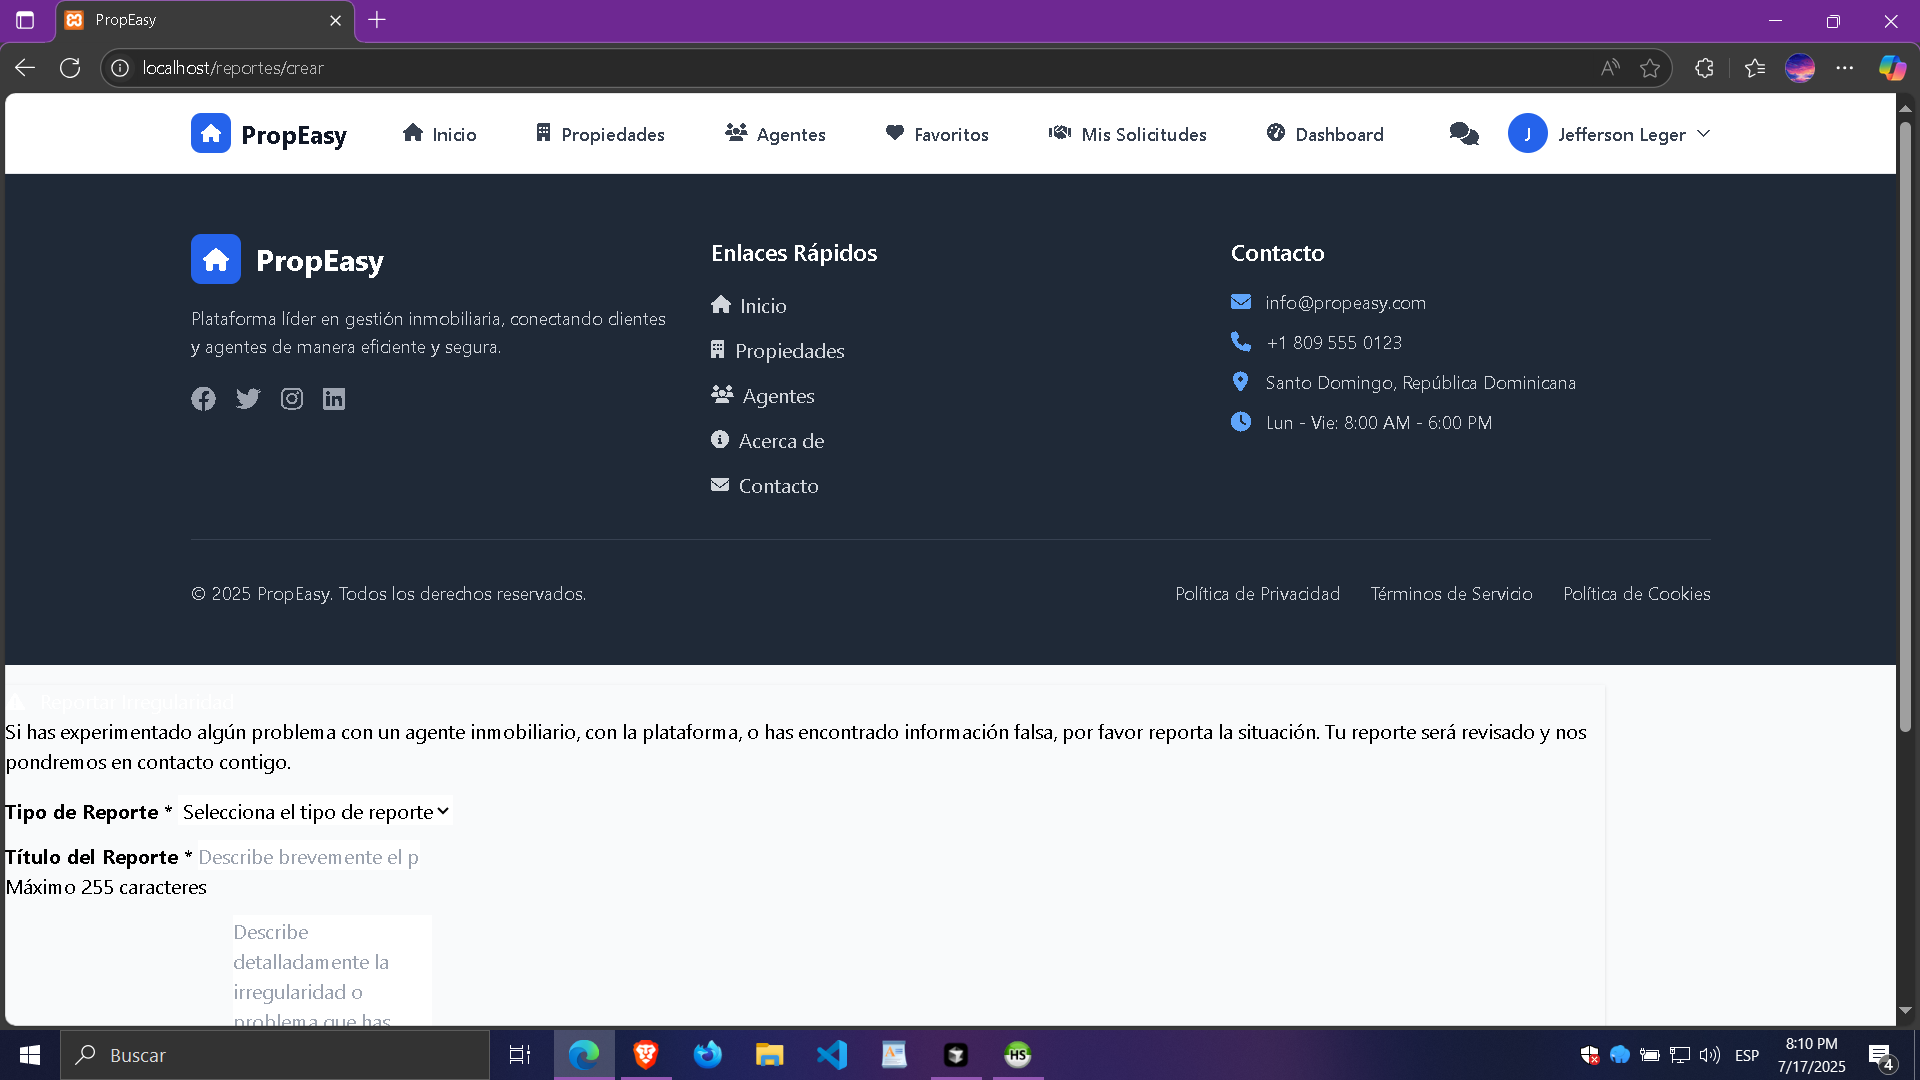 PropEasy
localhost/reportes/crear
PropEasy
Inicio
Propiedades
Agentes
Favoritos
Mis Solicitudes
Dashboard
J
Jefferson Leger
PropEasy
Plataforma líder en gestión inmobiliaria, conectando clientes
y agentes de manera eficiente y segura.
Enlaces Rápidos
Inicio
Propiedades
Agentes
Acerca de
Contacto
Contacto
info@propeasy.com
+1 809 555 0123
Santo Domingo, República Dominicana
Lun - Vie: 8:00 AM - 6:00 PM
© 2025 PropEasy. Todos los derechos reservados.
Política de Privacidad
Términos de Servicio
Política de Cookies
Reportar Irregularidad
Si has experimentado algún problema con un agente inmobiliario, con la plataforma, o has encontrado información falsa, por favor reporta la situación. Tu reporte será revisado y nos
pondremos en contacto contigo.
Tipo de Reporte * Selecciona el tipo de reporte
Título del Reporte * Describe brevemente el p
Máximo 255 caracteres
Describe
detalladamente la
irregularidad o
problema que has
Buscar
HS
ESP
8:10 PM
7/17/2025
4